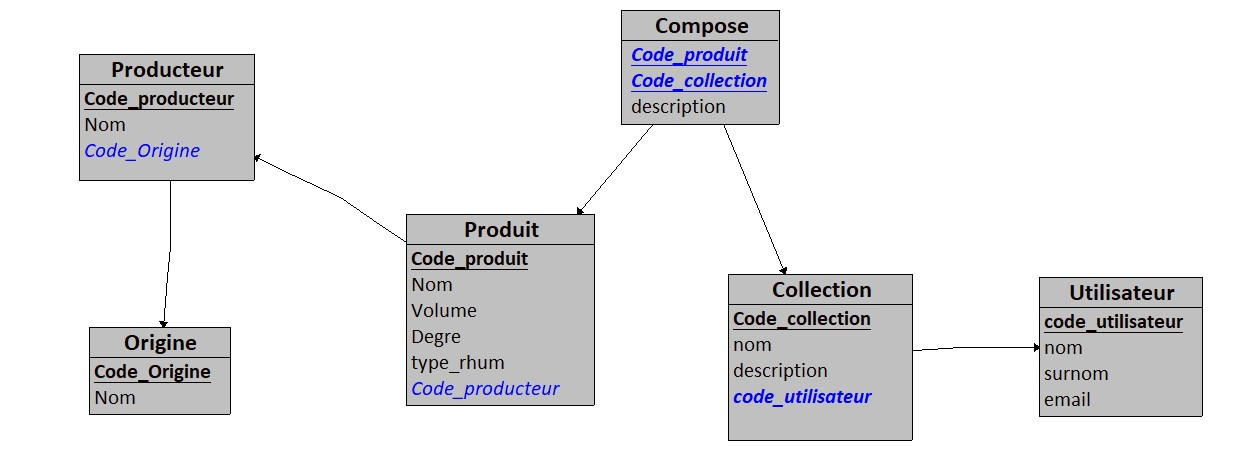 Compose
Code_produit
Code_collection
description
Producteur
Code_producteur
Nom
Code_Origine
Produit
Code_produit
Nom
Volume
Degre
type_rhum
Code_producteur
Collection
Code_collection
nom
description
code_utilisateur
Utilisateur
code_utilisateur
nom
surnom
email
Origine
Code_Origine
Nom